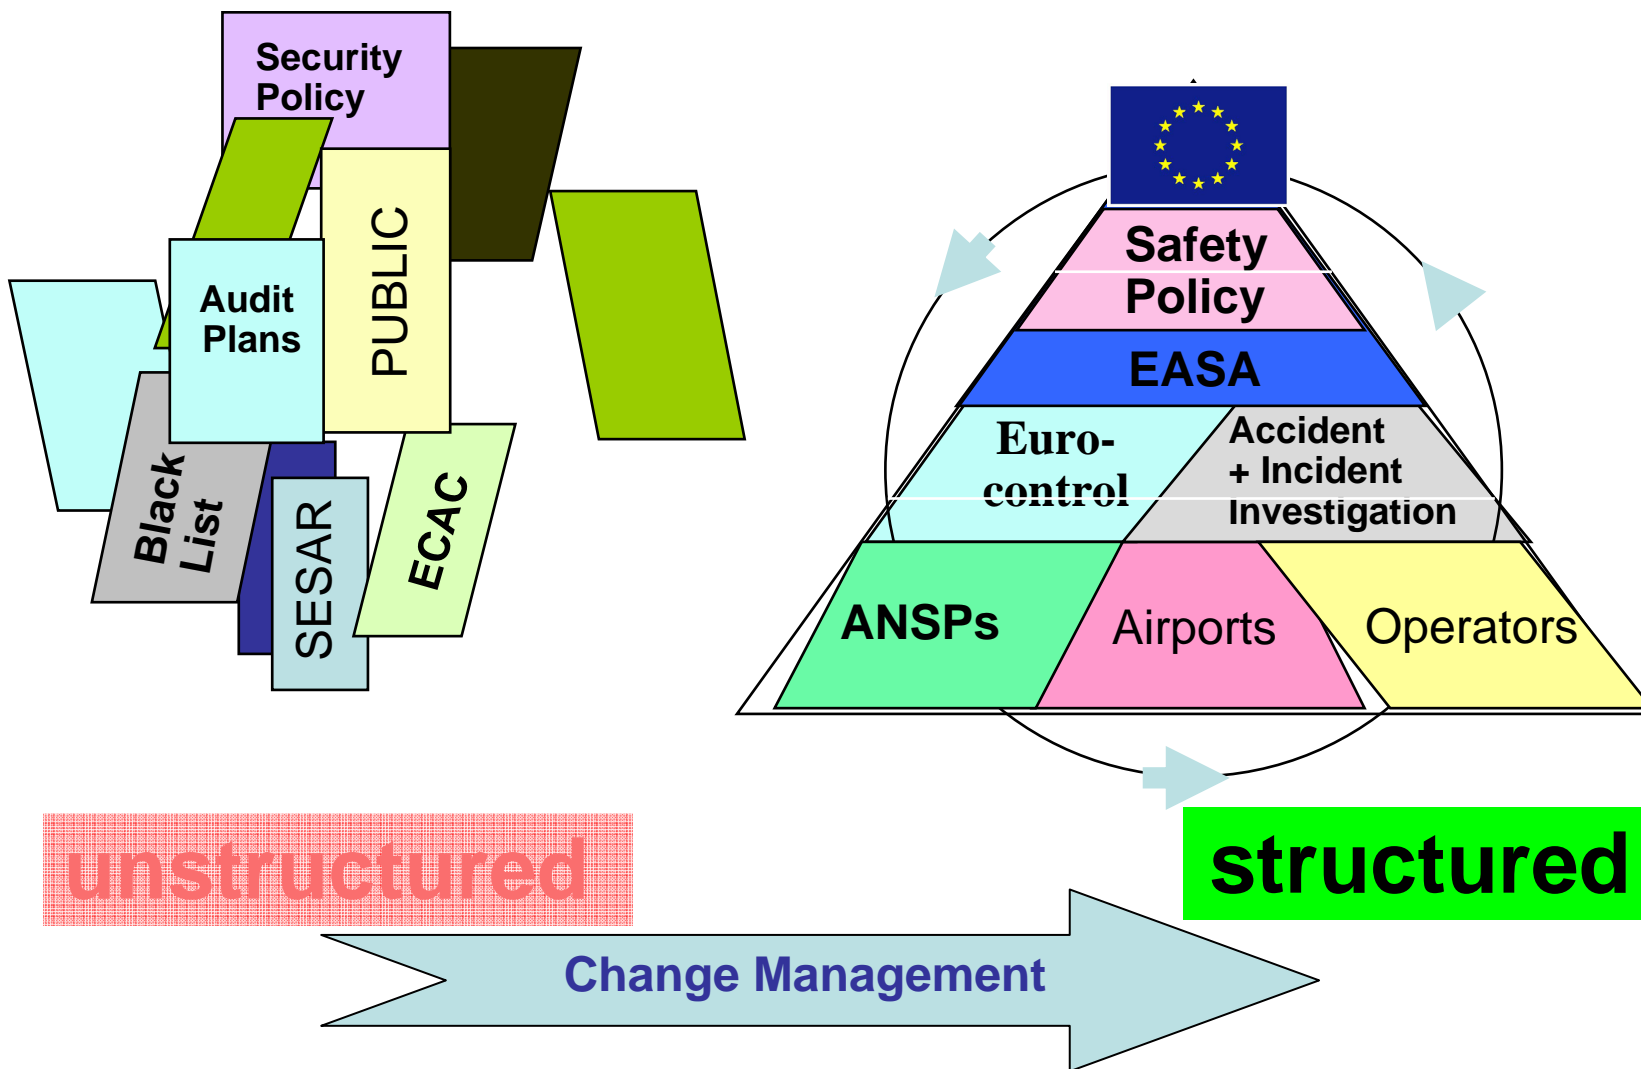 Security
Policy
PUBLIC
Audit
Plans
Black
List
SESAR
ECAC
Safety
Policy
EASA
Euro-
control
Accident
+ Incident
Investigation
ANSPs
Airports
Operators
unstructured
structured
Change Management